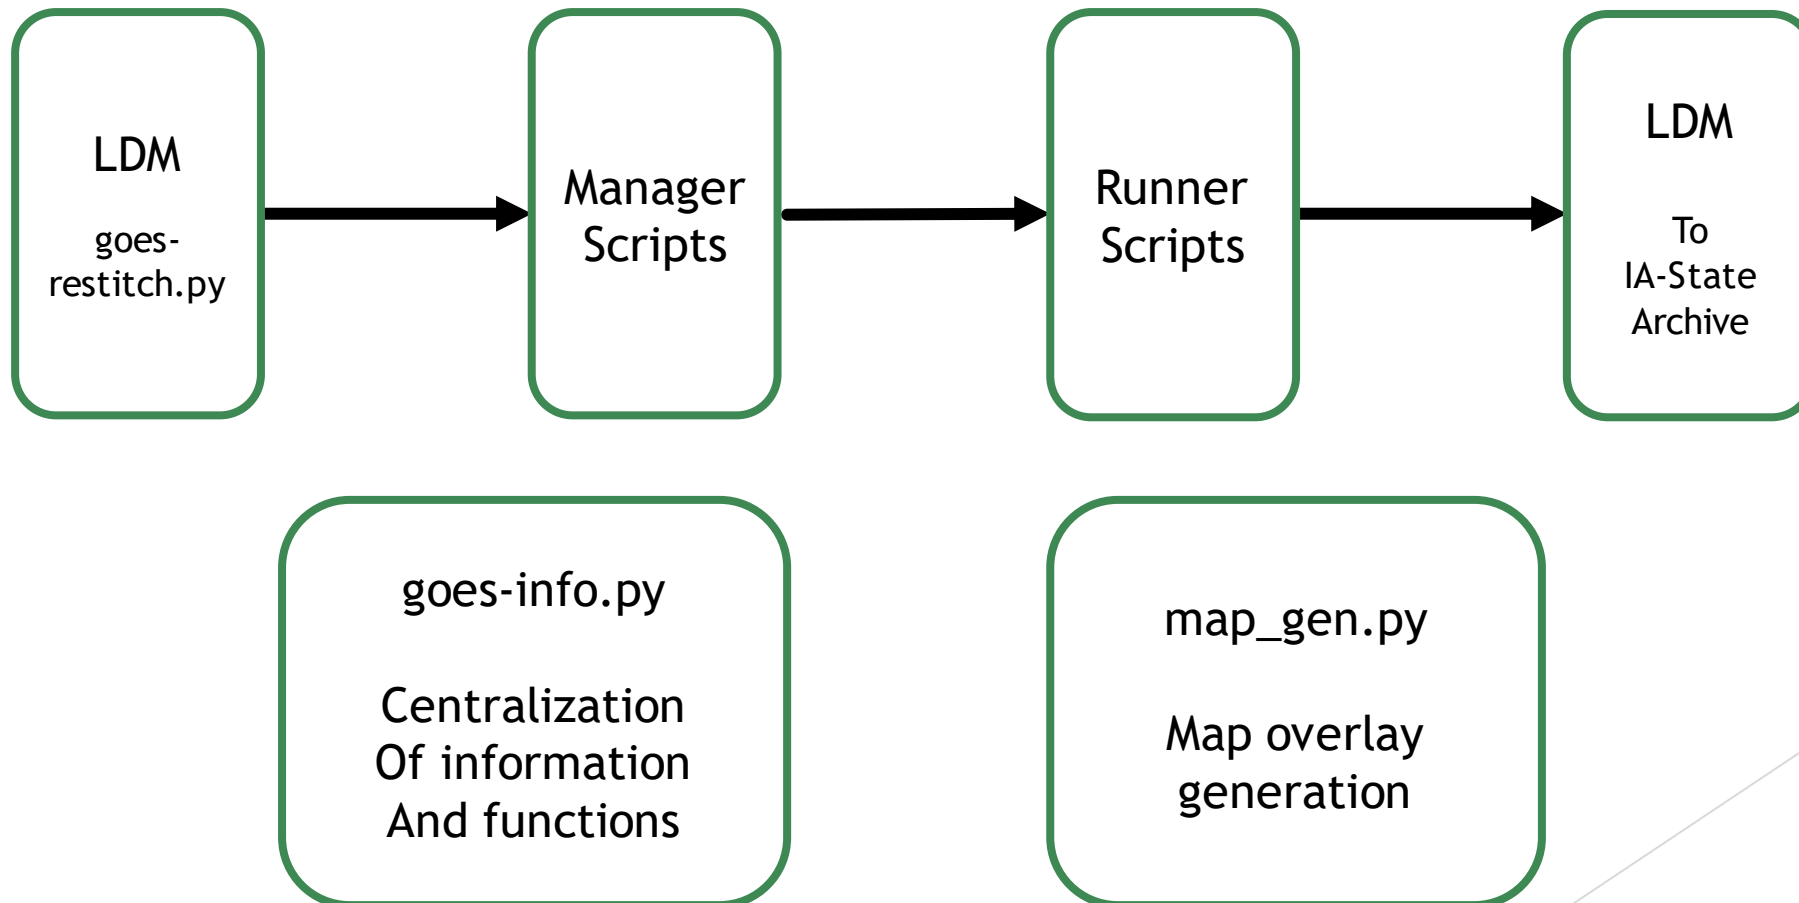 LDM
goes-
restitch.py
Manager
Scripts
Runner
Scripts
LDM
To
IA-State
Archive
goes-info.py
Centralization
Of information
And functions
map_gen.py
Map overlay
generation